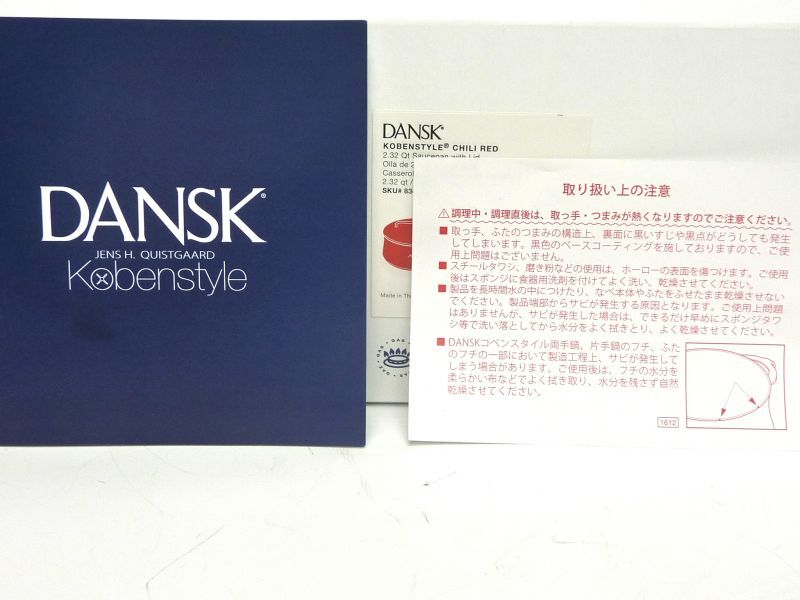 DANSK®
JENS H. QUISTGAARD
Kobenstyle
DANSK®
KOBENSTYLE® CHILI RED
2.32 Qt Saucepan with Lid
Olla de 2
Casserol
2.32 qt /
SKU# 83
Made in Th
GAS GAS
取り扱い上の注意
⚠調理中・調理直後は、取っ手・つまみが熱くなりますのでご注意ください。
■取っ手、ふたのつまみの構造上、裏面に黒いすじや黒点がどうしても発生
してしまいます。黒色のベースコーティングを施しておりますので、ご使
用上問題はございません。
■スチールタワシ、磨き粉などの使用は、ホーローの表面を傷つけます。ご使用
後はスポンジに食器用洗剤を付けてよく洗い、乾燥させてください。
■製品を長時間水の中につけたり、なべ本体やふたをふせたまま乾燥させない
でください。製品端部からサビが発生する原因となります。ご使用上問題
はありませんが、サビが発生した場合は、できるだけ早めにスポンジタワ
シ等で洗い落としてから水分をよく拭きとり、よく乾燥させてください。
■DANSKコベンスタイル両手鍋、片手鍋のフチ、ふた
のフチの一部において製造工程上、サビが発生して
しまう場合があります。ご使用後は、フチの水分を
柔らかい布などでよく拭き取り、水分を残さず自然
乾燥させてください。
1612